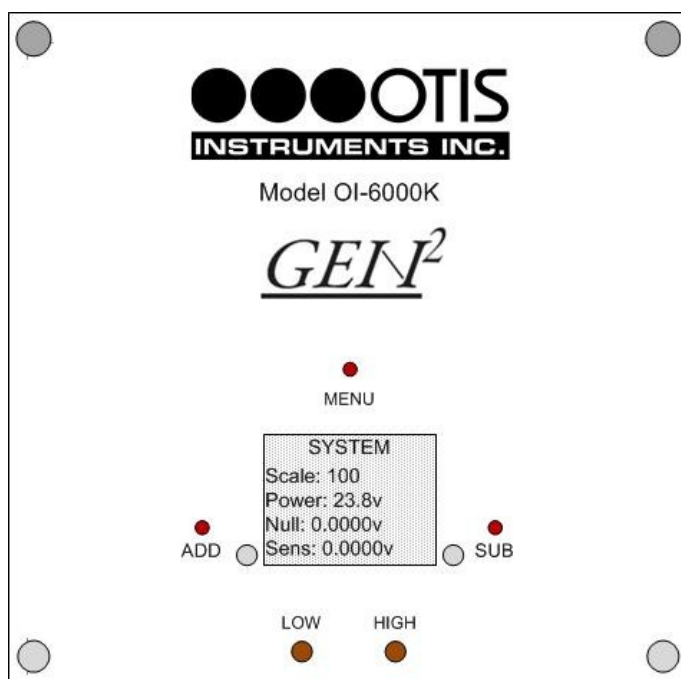 OTIS
INSTRUMENTS INC.
Model OI-6000K
GEN²
MENU
SYSTEM
Scale: 100
Power: 23.8v
Null: 0.0000v
Sens: 0.0000v
ADD
SUB
LOW HIGH